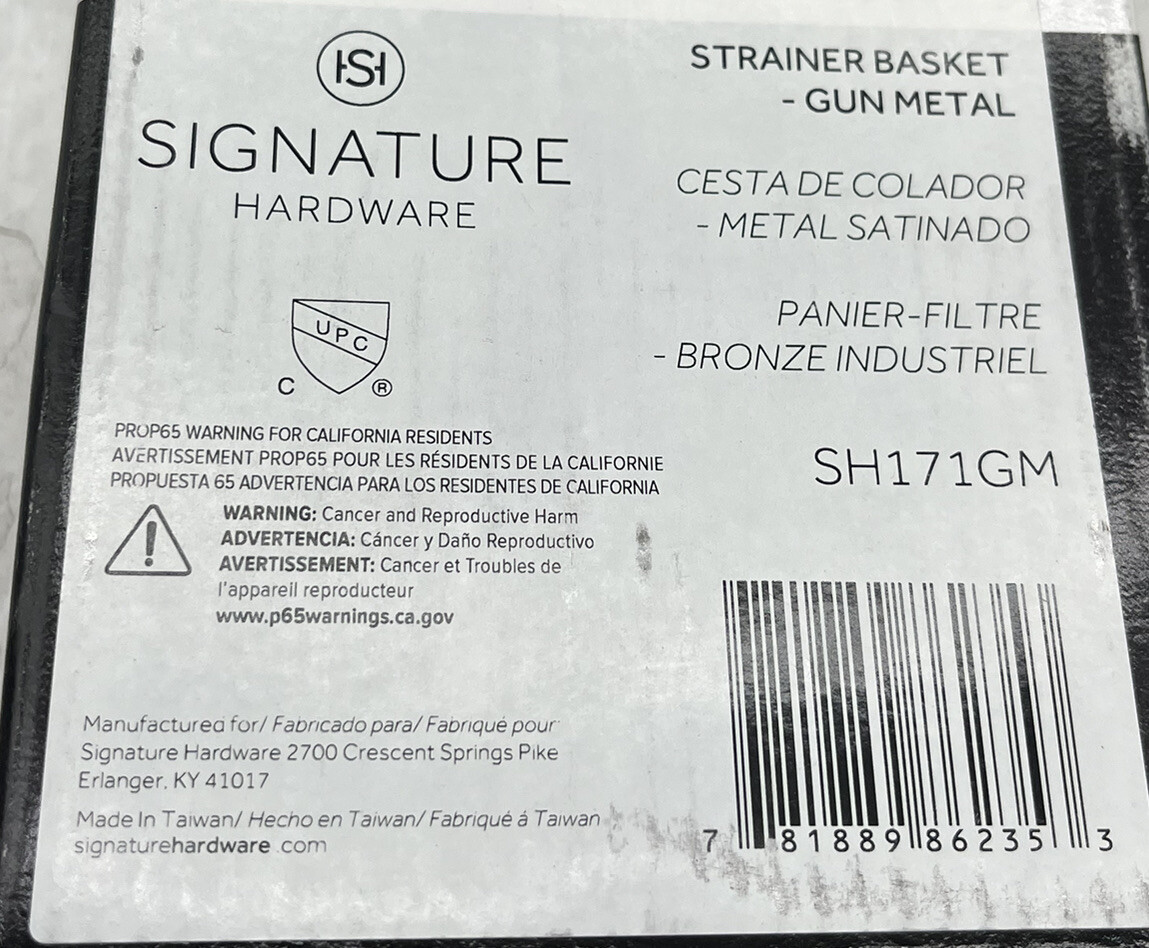 HSH
SIGNATURE
HARDWARE
STRAINER BASKET
- GUN METAL
CESTA DE COLADOR
- METAL SATINADO
PANIER-FILTRE
- BRONZE INDUSTRIEL
SH171GM
UPC
C ®
PROP65 WARNING FOR CALIFORNIA RESIDENTS
AVERTISSEMENT PROP65 POUR LES RÉSIDENTS DE LA CALIFORNIE
PROPUESTA 65 ADVERTENCIA PARA LOS RESIDENTES DE CALIFORNIA
WARNING: Cancer and Reproductive Harm
ADVERTENCIA: Cáncer y Daño Reproductivo
AVERTISSEMENT: Cancer et Troubles de
l'appareil reproducteur
www.p65warnings.ca.gov
Manufactured for/ Fabricado para/ Fabriqué pour
Signature Hardware 2700 Crescent Springs Pike
Erlanger, KY 41017
Made In Taiwan/ Hecho en Taiwan/ Fabriqué á Taiwan
signaturehardware.com
7 81889 86235 3